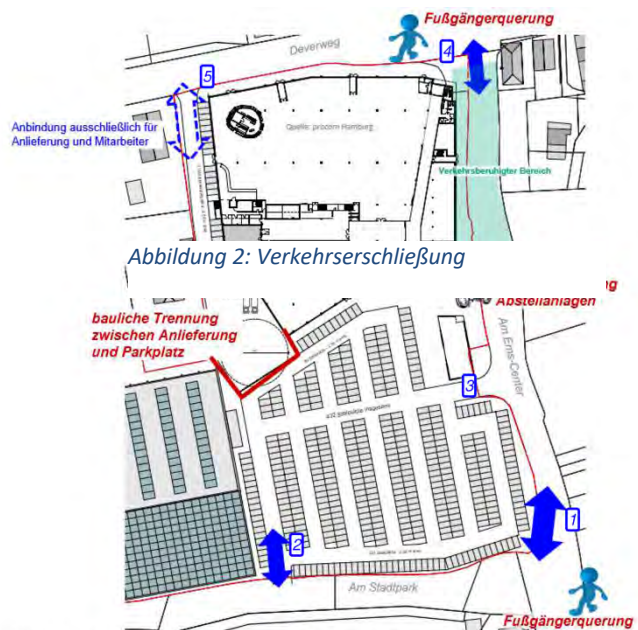 Fußgängerquerung
Deverweg
4
5
Anbindung ausschließlich für
Anlieferung und Mitarbeiter
Quelle: procom Hamburg
Verkehrsberuhigter Bereich
Abbildung 2: Verkehrserschließung
bauliche Trennung
zwischen Anlieferung
und Parkplatz
Abstellanlagen
Am Ems-Center
3
1
2
Am Stadtpark
Fußgängerquerung